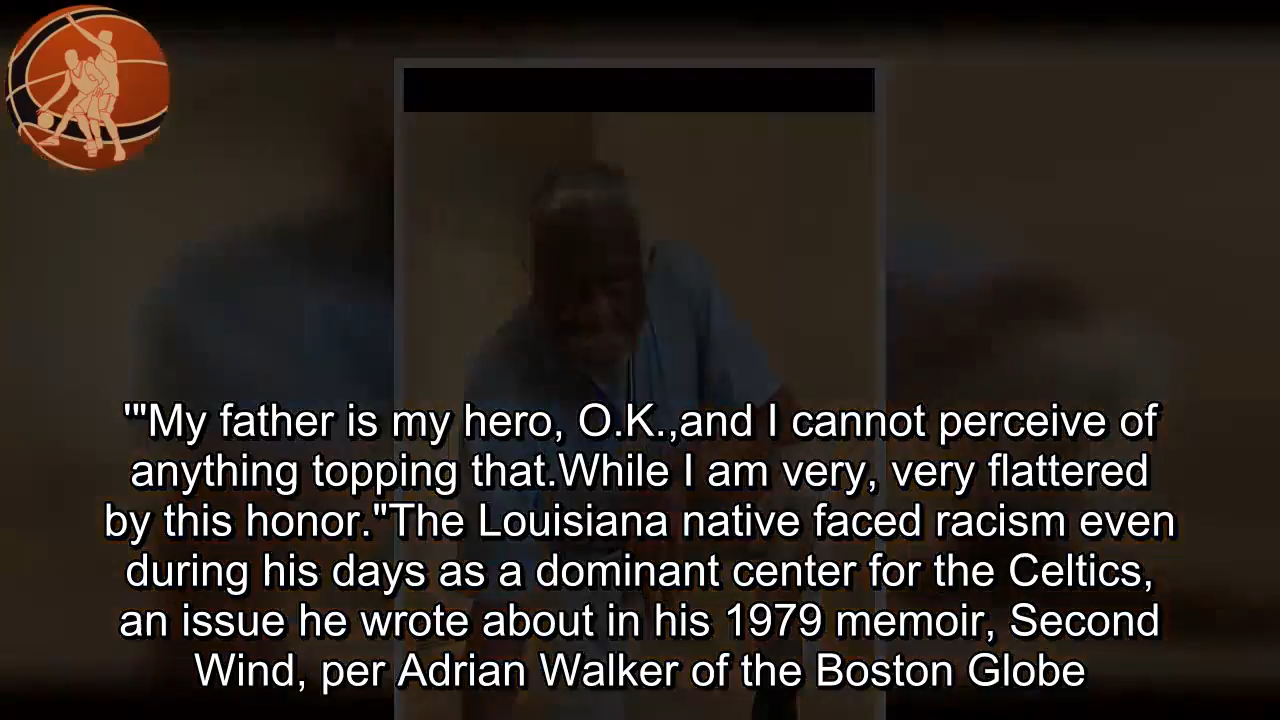 '"My father is my hero, O.K.,and I cannot perceive of
anything topping that.While I am very, very flattered
by this honor."The Louisiana native faced racism even
during his days as a dominant center for the Celtics,
an issue he wrote about in his 1979 memoir, Second
Wind, per Adrian Walker of the Boston Globe